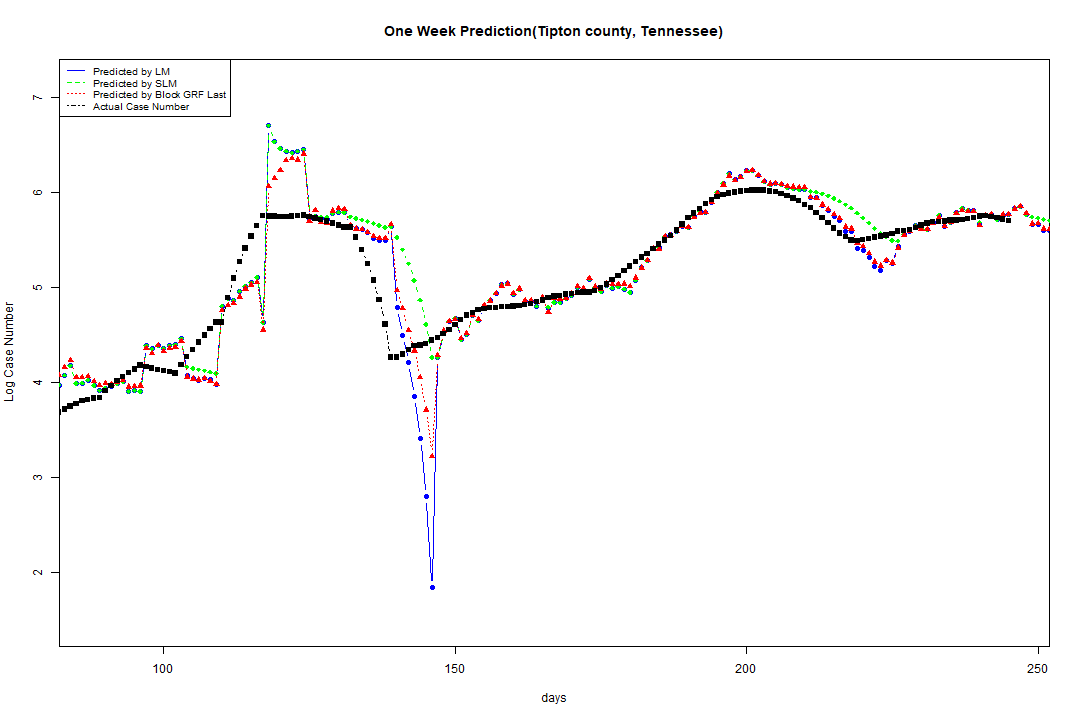 One Week Prediction(Tipton county, Tennessee)
Predicted by LM
Predicted by SLM
Predicted by Block GRF Last
Actual Case Number
7
6
5
4
3
2
Log Case Number
100 150 200 250
days